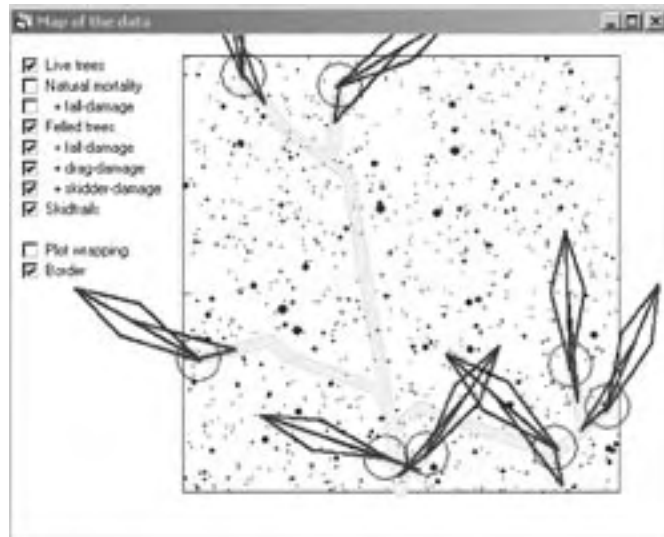 Map of the data
Live trees
Natural mortality
+ fall-damage
Felled trees
+ fall-damage
+ drag-damage
+ skidder-damage
Skidtrails
Plot wrapping
Border